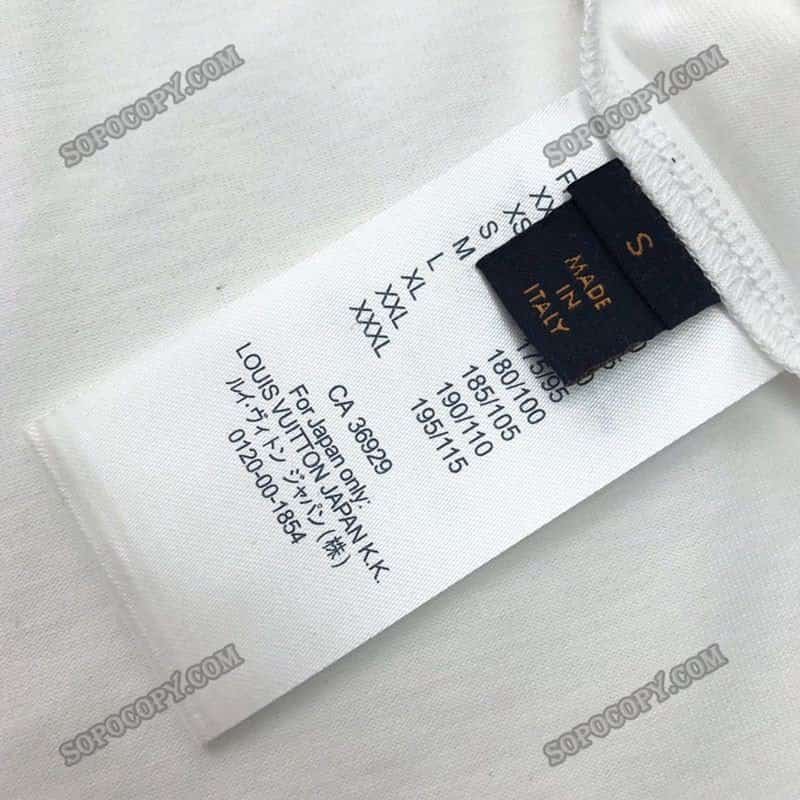 SOPOCOPY.COM
SOPOCOPY.COM
S
MADE
IN
ITALY
S
M
L
XL
XXL
XXXL
175/95
180/100
185/105
190/110
195/115
CA 36929
For Japan only:
LOUIS VUITTON JAPAN K.K.
ルイ・ヴィトン ジャパン(株)
0120-00-1854
SOPOCOPY.COM
SOPOCOPY.COM